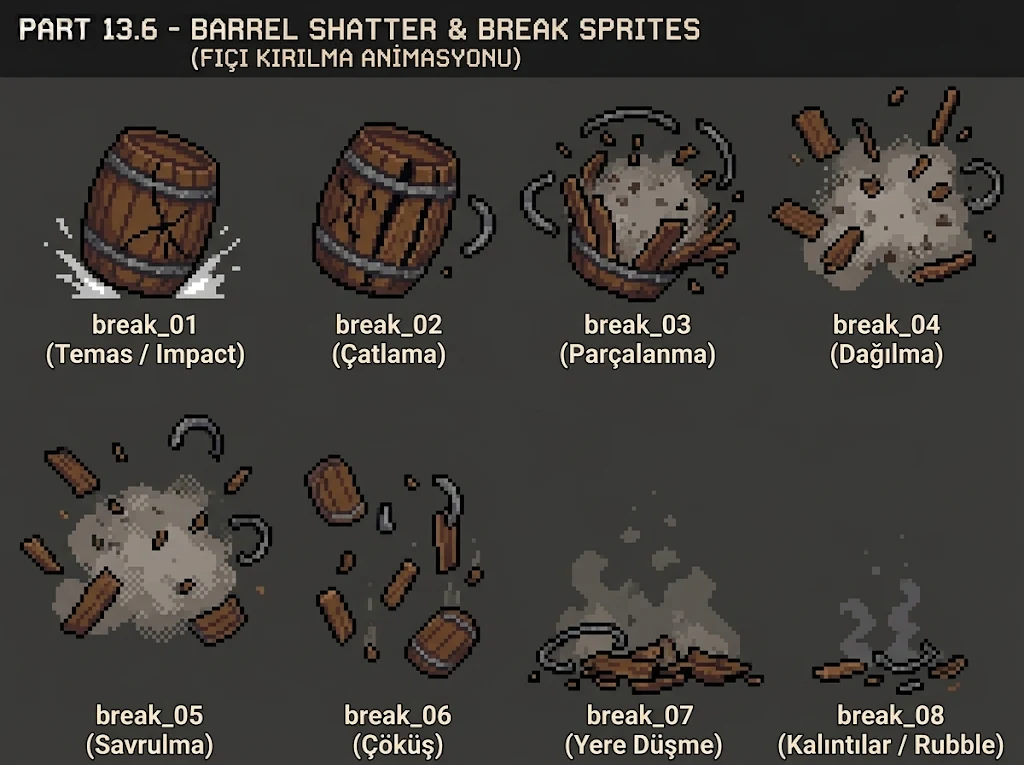 PART 13.6 - BARREL SHATTER & BREAK SPRITES
(FIÇI KIRILMA ANİMASYONU)
break_01
(Temas / Impact)
break_02
(Çatlama)
break_03
(Parçalanma)
break_04
(Dağılma)
break_05
(Savrulma)
break_06
(Çöküş)
break_07
(Yere Düşme)
break_08
(Kalıntılar / Rubble)